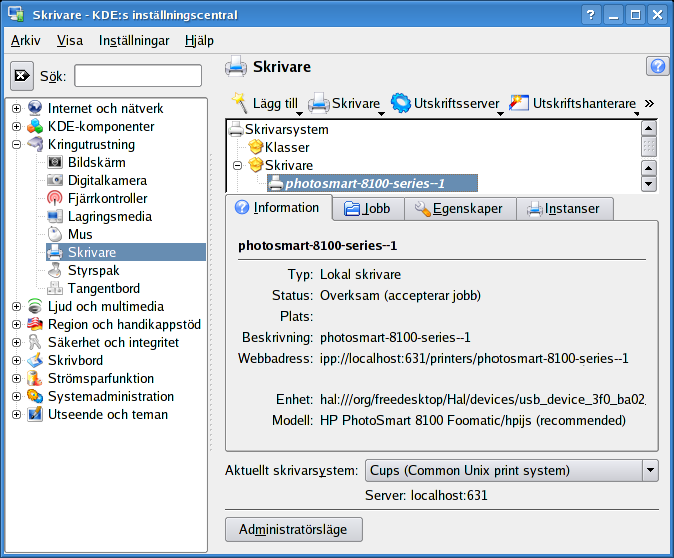 Skrivare - KDE:s inställningscentral
Arkiv Visa Inställningar Hjälp
Sök:
Internet och nätverk
KDE-komponenter
Kringutrustning
Bildskärm
Digitalkamera
Fjärrkontroller
Lagringsmedia
Mus
Skrivare
Styrspak
Tangentbord
Ljud och multimedia
Region och handikappstöd
Säkerhet och integritet
Skrivbord
Strömsparfunktion
Systemadministration
Utseende och teman
Skrivare
Lägg till Skrivare Utskriftsserver Utskriftshanterare »
Skrivarsystem
Klasser
Skrivare
photosmart-8100-series--1
Information Jobb Egenskaper Instanser
photosmart-8100-series--1
Typ: Lokal skrivare
Status: Overksam (accepterar jobb)
Plats:
Beskrivning: photosmart-8100-series--1
Webbadress: ipp://localhost:631/printers/photosmart-8100-series--1
Enhet: hal:///org/freedesktop/Hal/devices/usb_device_3f0_ba02
Modell: HP PhotoSmart 8100 Foomatic/hpijs (recommended)
Aktuellt skrivarsystem: Cups (Common Unix print system)
Server: localhost:631
Administratörsläge